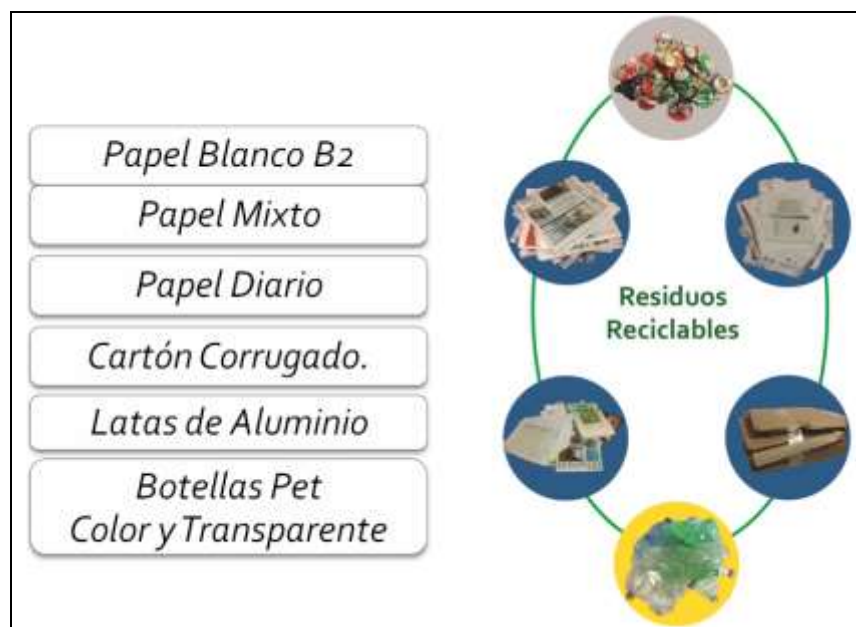 Papel Blanco B2
Papel Mixto
Papel Diario
Cartón Corrugado.
Latas de Aluminio
Botellas Pet
Color y Transparente
Residuos
Reciclables